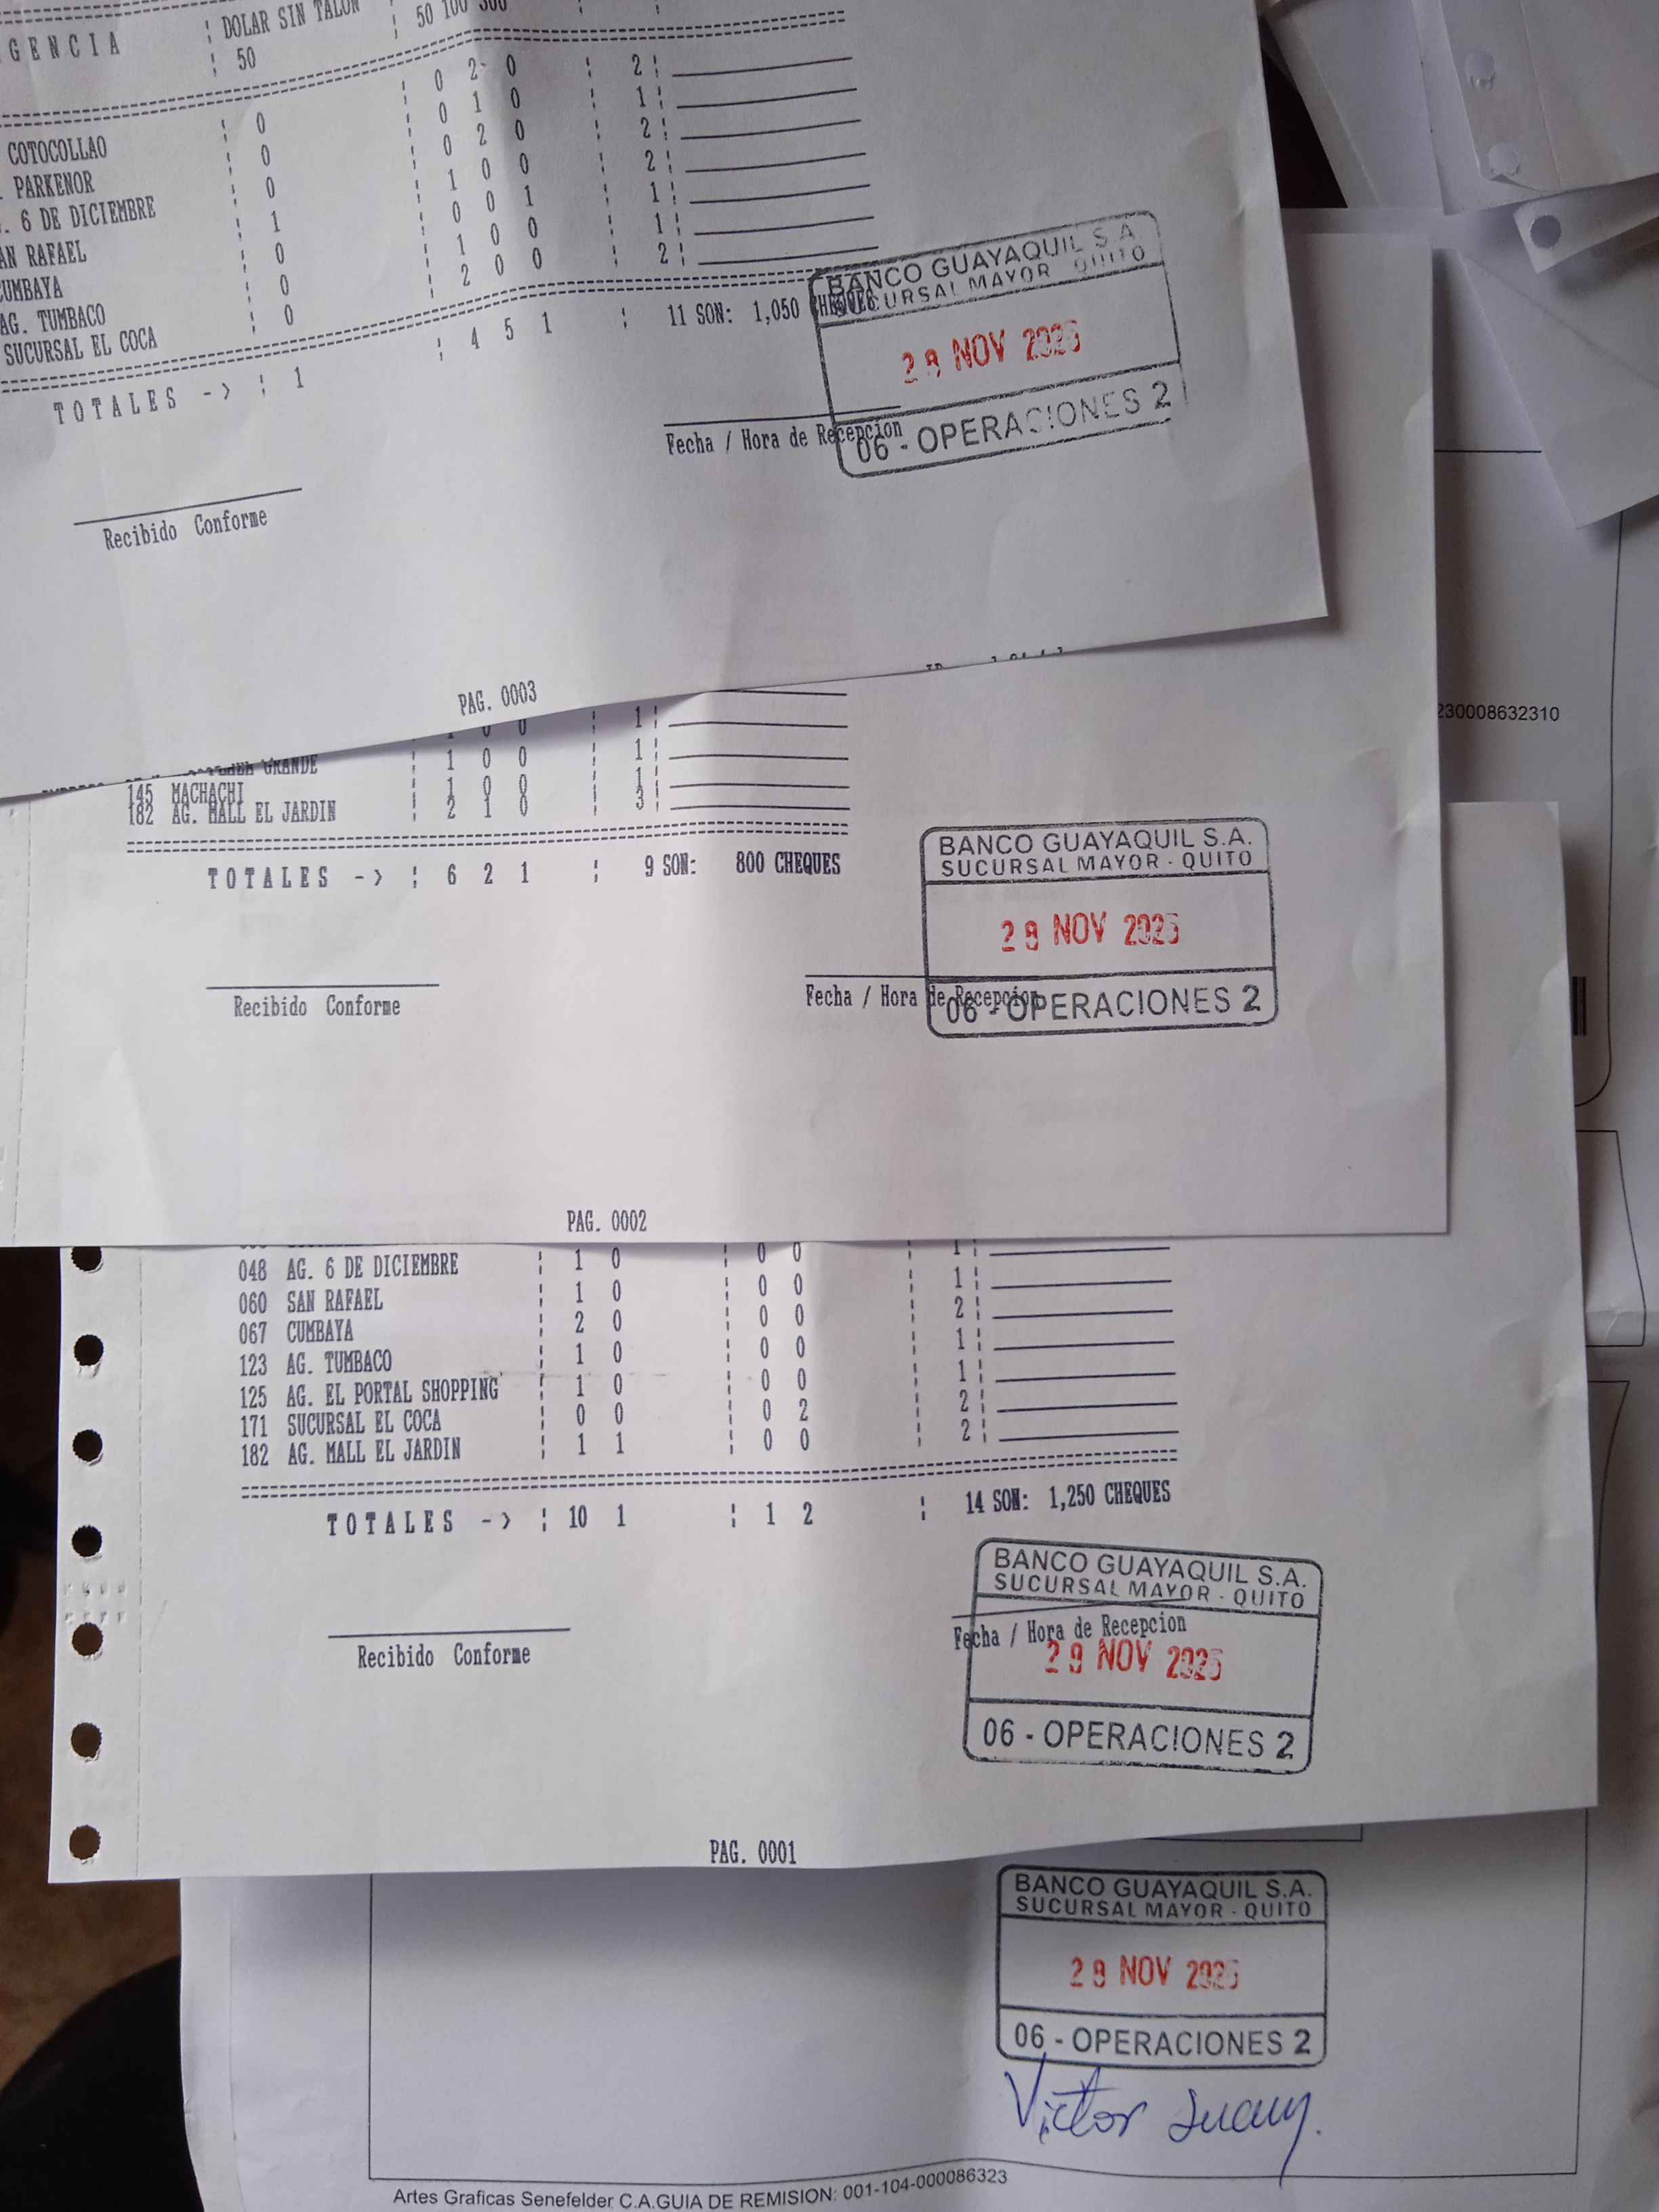 GENCIA ¦ DOLAR SIN TALON ¦ 50 100 300
¦ 50
COTOCOLLAO ¦ 0 ¦ 0 2 0 ¦ 2¦
. PARKENOR ¦ 0 ¦ 0 1 0 ¦ 1¦
. 6 DE DICIEMBRE ¦ 0 ¦ 0 2 0 ¦ 2¦
AN RAFAEL ¦ 1 ¦ 1 0 0 ¦ 2¦
CUMBAYA ¦ 0 ¦ 0 0 1 ¦ 1¦
AG. TUMBACO ¦ 0 ¦ 1 0 0 ¦ 1¦
SUCURSAL EL COCA ¦ 0 ¦ 2 0 0 ¦ 2¦
TOTALES -> ¦ 1 ¦ 4 5 1 ¦ 11 SON: 1,050 CHEQUES
BANCO GUAYAQUIL S.A.
SUCURSAL MAYOR - QUITO
NOV
Fecha / Hora de Recepcion
06 - OPERACIONES 2
Recibido Conforme
PAG. 0003
230008632310
1 0 0 ¦ 1¦
GRANDE ¦ 1 0 0 ¦ 1¦
145 MACHACHI ¦ 1 0 0 ¦ 1¦
182 AG. MALL EL JARDIN ¦ 2 1 0 ¦ 3¦
TOTALES -> ¦ 6 2 1 ¦ 9 SON: 800 CHEQUES
BANCO GUAYAQUIL S.A.
SUCURSAL MAYOR - QUITO
NOV
Fecha / Hora de Recepcion
06 - OPERACIONES 2
Recibido Conforme
PAG. 0002
048 AG. 6 DE DICIEMBRE ¦ 1 0 ¦ 0 0 ¦ 1¦
060 SAN RAFAEL ¦ 1 0 ¦ 0 0 ¦ 1¦
067 CUMBAYA ¦ 2 0 ¦ 0 0 ¦ 2¦
123 AG. TUMBACO ¦ 1 0 ¦ 0 0 ¦ 1¦
125 AG. EL PORTAL SHOPPING ¦ 1 0 ¦ 0 0 ¦ 1¦
171 SUCURSAL EL COCA ¦ 0 0 ¦ 0 2 ¦ 2¦
182 AG. MALL EL JARDIN ¦ 1 1 ¦ 0 0 ¦ 2¦
TOTALES -> ¦ 10 1 ¦ 1 2 ¦ 14 SON: 1,250 CHEQUES
BANCO GUAYAQUIL S.A.
SUCURSAL MAYOR - QUITO
Fecha / Hora de Recepcion
NOV
06 - OPERACIONES 2
Recibido Conforme
PAG. 0001
BANCO GUAYAQUIL S.A.
SUCURSAL MAYOR - QUITO
NOV
06 - OPERACIONES 2
Victor
Artes Graficas Senefelder C.A.GUIA DE REMISION: 001-104-000086323